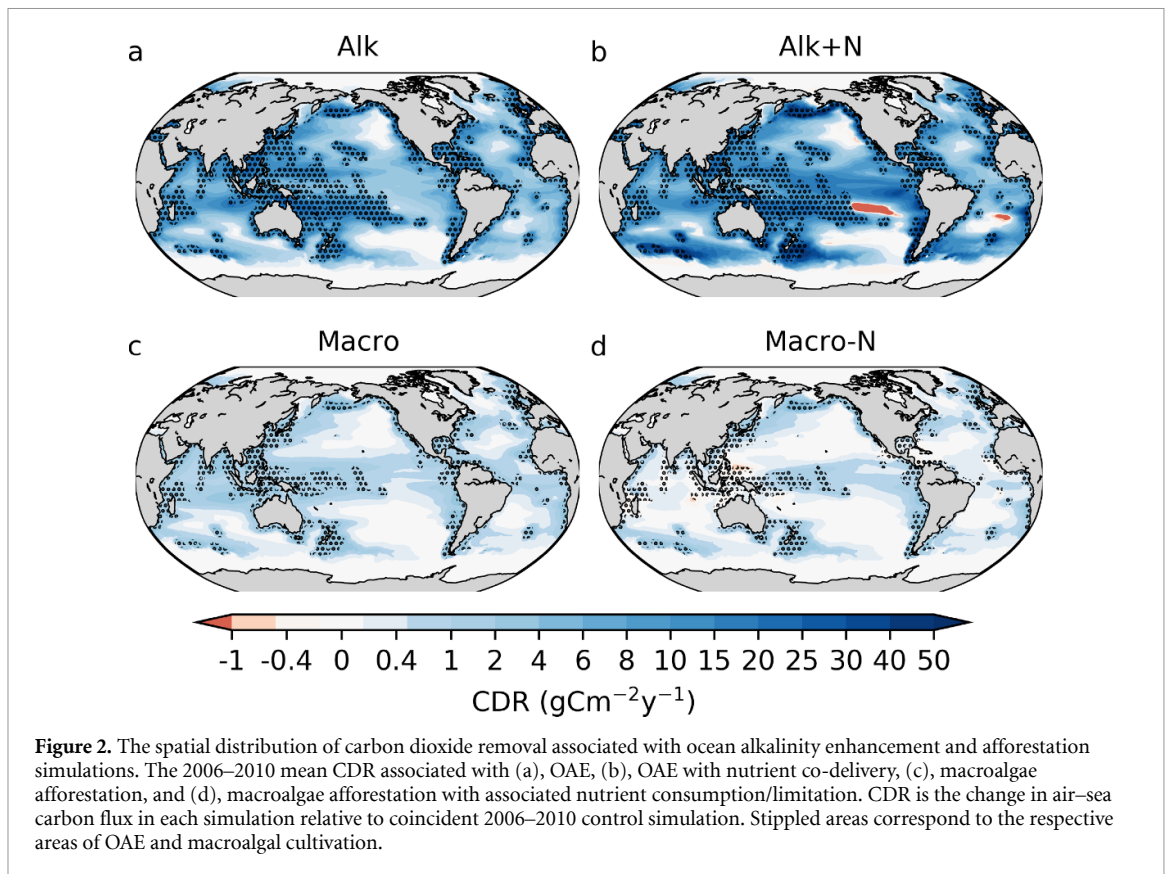 a
Alk
b
Alk+N
c
Macro
d
Macro-N
-1 -0.4 0 0.4 1 2 4 6 8 10 15 20 25 30 40 50
CDR (gCm⁻²y⁻¹)
Figure 2. The spatial distribution of carbon dioxide removal associated with ocean alkalinity enhancement and afforestation
simulations. The 2006–2010 mean CDR associated with (a), OAE, (b), OAE with nutrient co-delivery, (c), macroalgae
afforestation, and (d), macroalgae afforestation with associated nutrient consumption/limitation. CDR is the change in air–sea
carbon flux in each simulation relative to coincident 2006–2010 control simulation. Stippled areas correspond to the respective
areas of OAE and macroalgal cultivation.